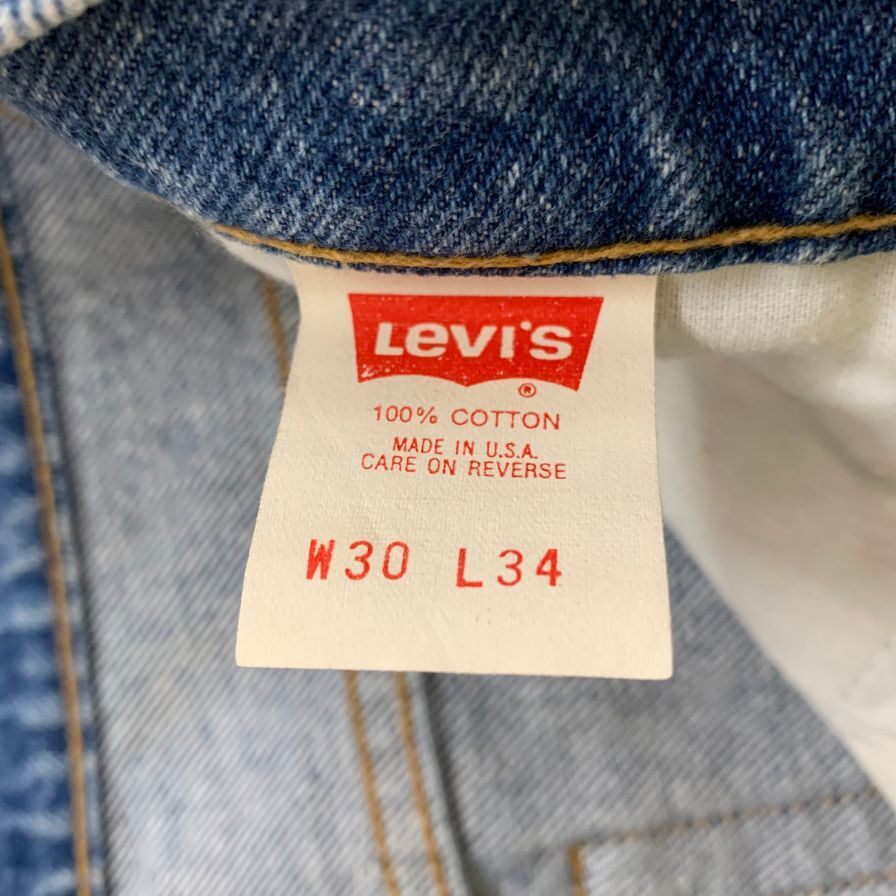 Levi's
®
100% COTTON
MADE IN U.S.A.
CARE ON REVERSE
W30 L34